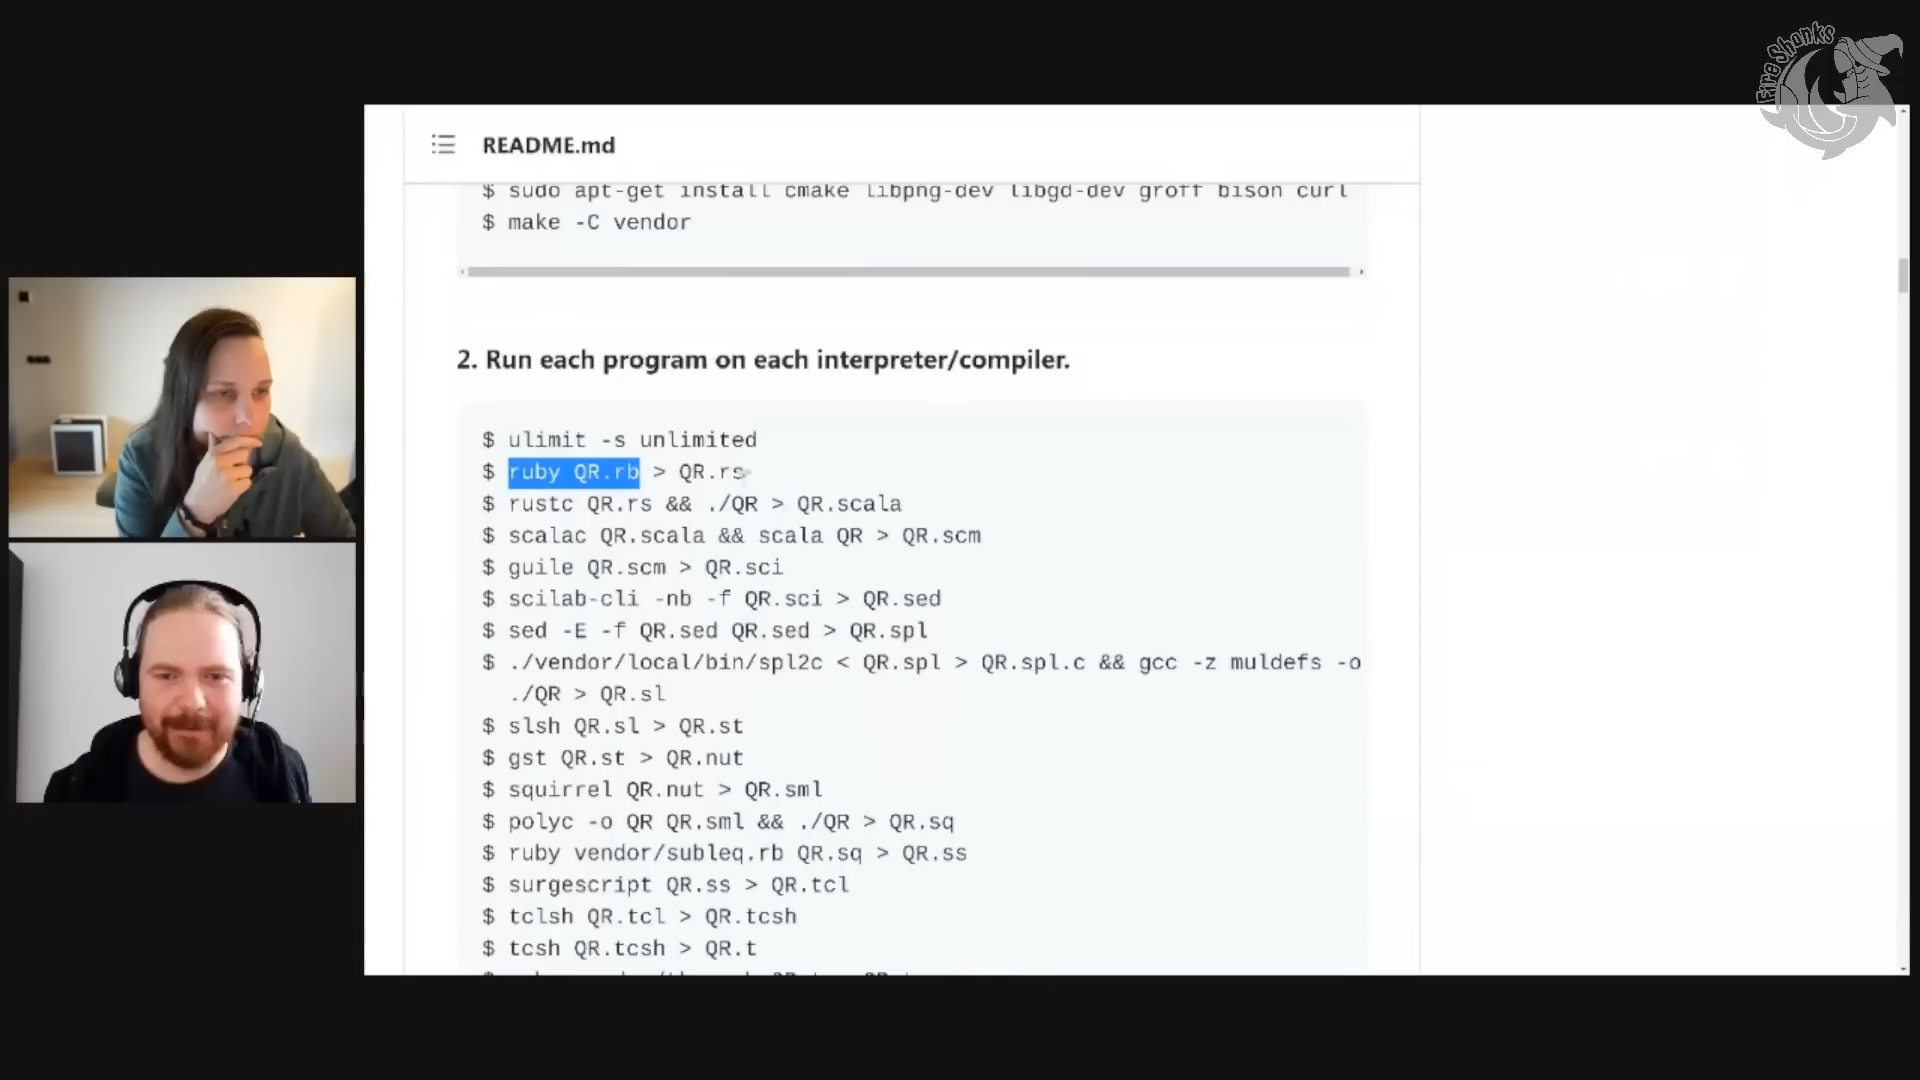 Fire Shonks
README.md
$ sudo apt-get install cmake libpng-dev libgd-dev groff bison curl
$ make -C vendor
2. Run each program on each interpreter/compiler.
$ ulimit -s unlimited
$ ruby QR.rb > QR.rs
$ rustc QR.rs && ./QR > QR.scala
$ scalac QR.scala && scala QR > QR.scm
$ guile QR.scm > QR.sci
$ scilab-cli -nb -f QR.sci > QR.sed
$ sed -E -f QR.sed QR.sed > QR.spl
$ ./vendor/local/bin/spl2c < QR.spl > QR.spl.c && gcc -z muldefs -o
./QR > QR.sl
$ slsh QR.sl > QR.st
$ gst QR.st > QR.nut
$ squirrel QR.nut > QR.sml
$ polyc -o QR QR.sml && ./QR > QR.sq
$ ruby vendor/subleq.rb QR.sq > QR.ss
$ surgescript QR.ss > QR.tcl
$ tclsh QR.tcl > QR.tcsh
$ tcsh QR.tcsh > QR.t